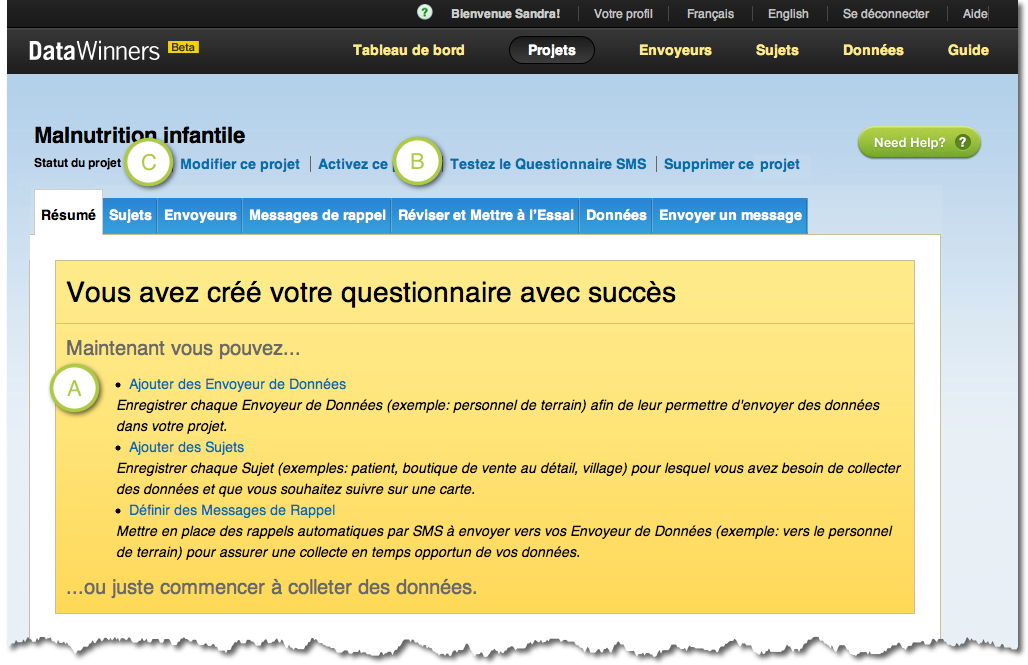 ? Bienvenue Sandra! Votre profil Français English Se déconnecter Aide
DataWinners Beta Tableau de bord Projets Envoyeurs Sujets Données Guide
Malnutrition infantile
Need Help? ?
Statut du projet C Modifier ce projet Activez ce B Testez le Questionnaire SMS Supprimer ce projet
Résumé Sujets Envoyeurs Messages de rappel Réviser et Mettre à l'Essai Données Envoyer un message
Vous avez créé votre questionnaire avec succès
Maintenant vous pouvez...
A
• Ajouter des Envoyeur de Données
Enregistrer chaque Envoyeur de Données (exemple: personnel de terrain) afin de leur permettre d'envoyer des données
dans votre projet.
• Ajouter des Sujets
Enregistrer chaque Sujet (exemples: patient, boutique de vente au détail, village) pour lesquel vous avez besoin de collecter
des données et que vous souhaitez suivre sur une carte.
• Définir des Messages de Rappel
Mettre en place des rappels automatiques par SMS à envoyer vers vos Envoyeur de Données (exemple: vers le personnel
de terrain) pour assurer une collecte en temps opportun de vos données.
...ou juste commencer à colleter des données.